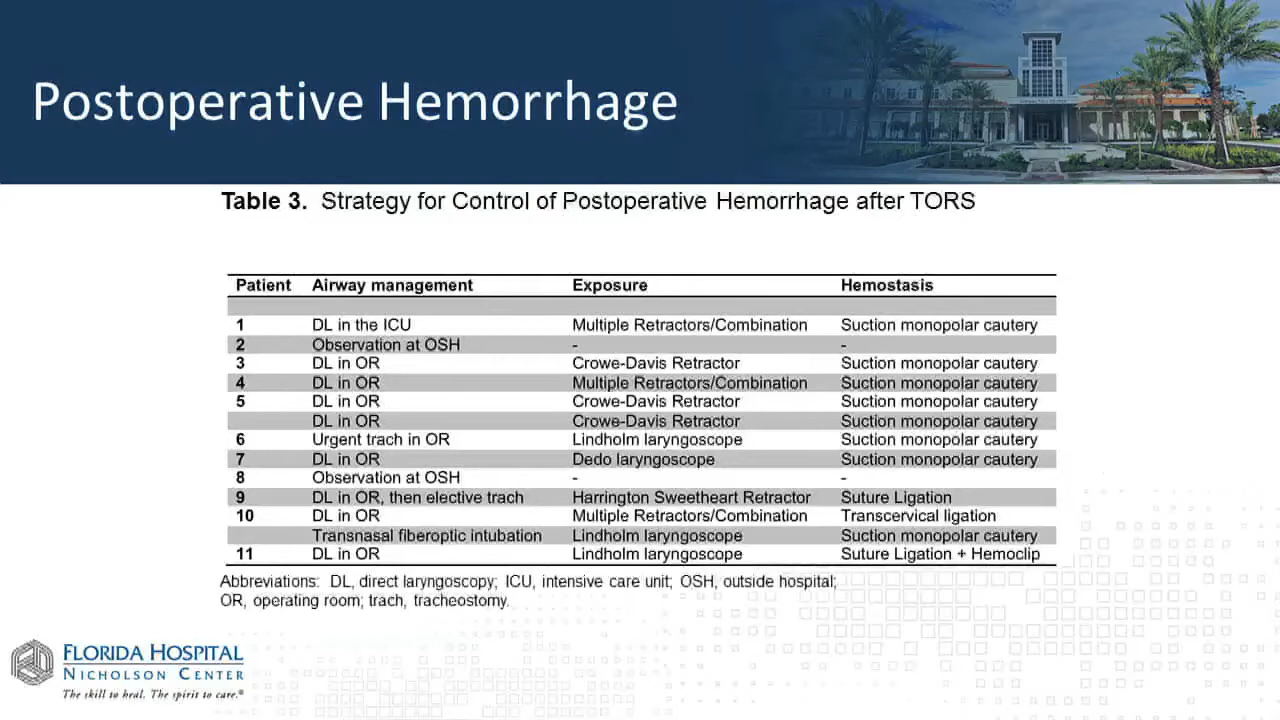 Postoperative Hemorrhage
Table 3. Strategy for Control of Postoperative Hemorrhage after TORS
Patient Airway management Exposure Hemostasis
1 DL in the ICU Multiple Retractors/Combination Suction monopolar cautery
2 Observation at OSH - -
3 DL in OR Crowe-Davis Retractor Suction monopolar cautery
4 DL in OR Multiple Retractors/Combination Suction monopolar cautery
5 DL in OR Crowe-Davis Retractor Suction monopolar cautery
DL in OR Crowe-Davis Retractor Suction monopolar cautery
6 Urgent trach in OR Lindholm laryngoscope Suction monopolar cautery
7 DL in OR Dedo laryngoscope Suction monopolar cautery
8 Observation at OSH - -
9 DL in OR, then elective trach Harrington Sweetheart Retractor Suture Ligation
10 DL in OR Multiple Retractors/Combination Transcervical ligation
Transnasal fiberoptic intubation Lindholm laryngoscope Suction monopolar cautery
11 DL in OR Lindholm laryngoscope Suture Ligation + Hemoclip
Abbreviations: DL, direct laryngoscopy; ICU, intensive care unit; OSH, outside hospital;
OR, operating room; trach, tracheostomy.
FLORIDA HOSPITAL
NICHOLSON CENTER
The skill to heal. The spirit to care.®